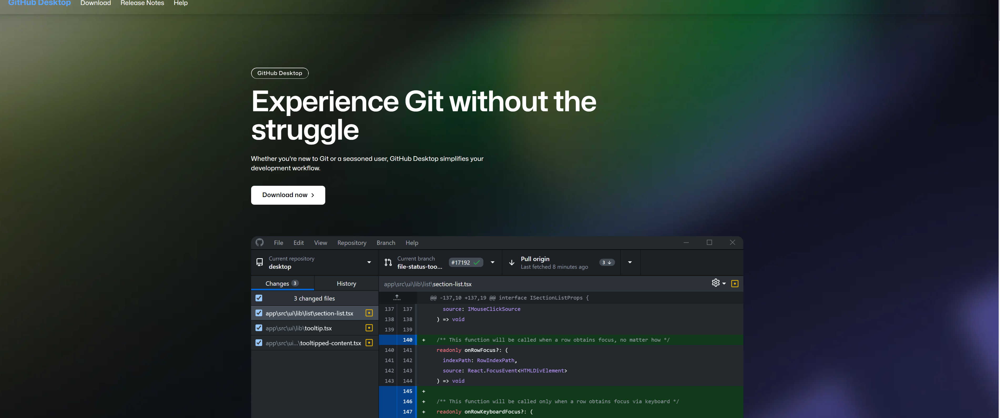 GitHub Desktop Download Release Notes Help
GitHub Desktop
Experience Git without the
struggle
Whether you're new to Git or a seasoned user, GitHub Desktop simplifies your
development workflow.
Download now
File Edit View Repository Branch Help
Current repository
desktop
Current branch
file-status-too...
#17192
Pull origin
Last fetched 8 minutes ago
3
Changes 3
History
3 changed files
app\src\ui\lib\list\section-list.tsx
app\src\ui\lib\tooltip.tsx
app\src\ui...\tooltipped-content.tsx
app\src\ui\lib\list\section-list.tsx
@@ -137,10 +137,19 @@ interface ISectionListProps {
137 137 source: IMouseClickSource
138 138 ) => void
139 139
140 + /** This function will be called when a row obtains focus, no matter how */
140 141 readonly onRowFocus?: (
141 142 indexPath: RowIndexPath,
142 143 source: React.FocusEvent<HTMLDivElement>
143 144 ) => void
145 +
146 + /** This function will be called only when a row obtains focus via keyboard */
147 + readonly onRowKeyboardFocus?: (